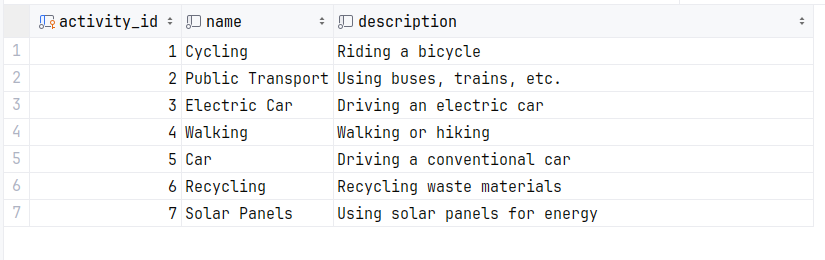 activity_id name description
1 1 Cycling Riding a bicycle
2 2 Public Transport Using buses, trains, etc.
3 3 Electric Car Driving an electric car
4 4 Walking Walking or hiking
5 5 Car Driving a conventional car
6 6 Recycling Recycling waste materials
7 7 Solar Panels Using solar panels for energy